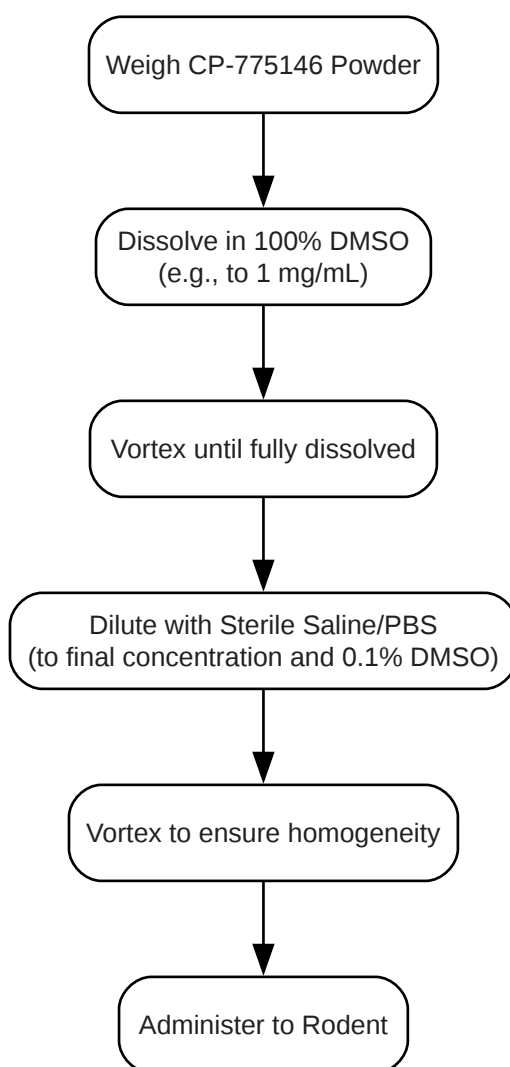 Weigh CP-775146 Powder
Dissolve in 100% DMSO
(e.g., to 1 mg/mL)
Vortex until fully dissolved
Dilute with Sterile Saline/PBS
(to final concentration and 0.1% DMSO)
Vortex to ensure homogeneity
Administer to Rodent